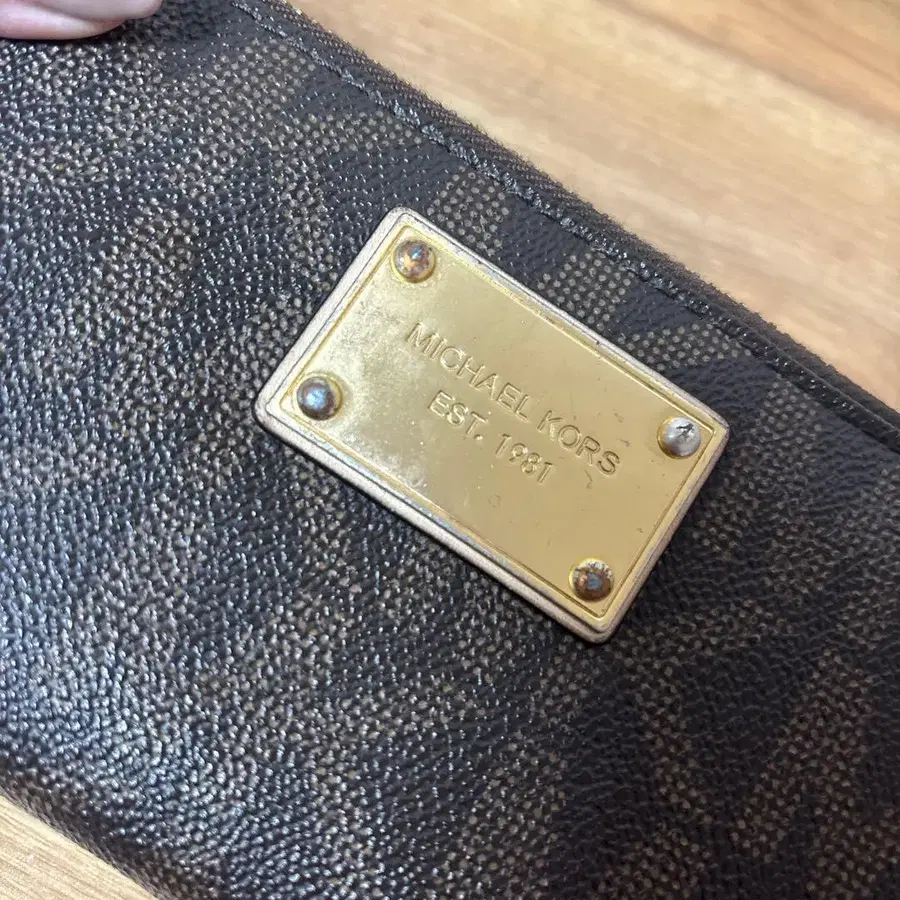 MICHAEL KORS
EST. 1981